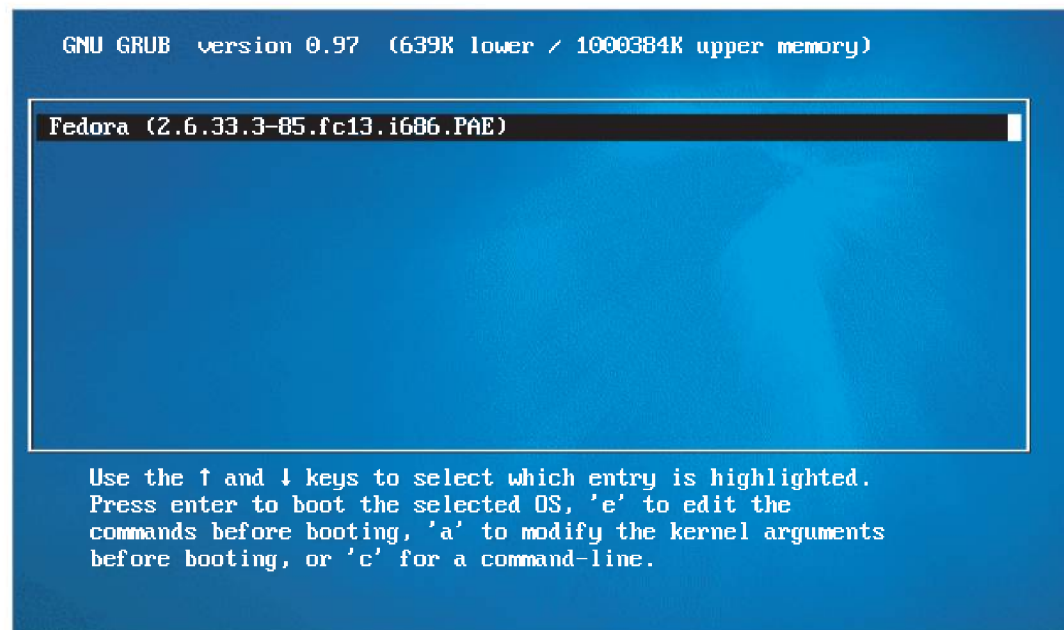 GNU GRUB version 0.97 (639K lower / 1000384K upper memory)
Fedora (2.6.33.3-85.fc13.i686.PAE)
Use the ↑ and ↓ keys to select which entry is highlighted.
Press enter to boot the selected OS, 'e' to edit the
commands before booting, 'a' to modify the kernel arguments
before booting, or 'c' for a command-line.